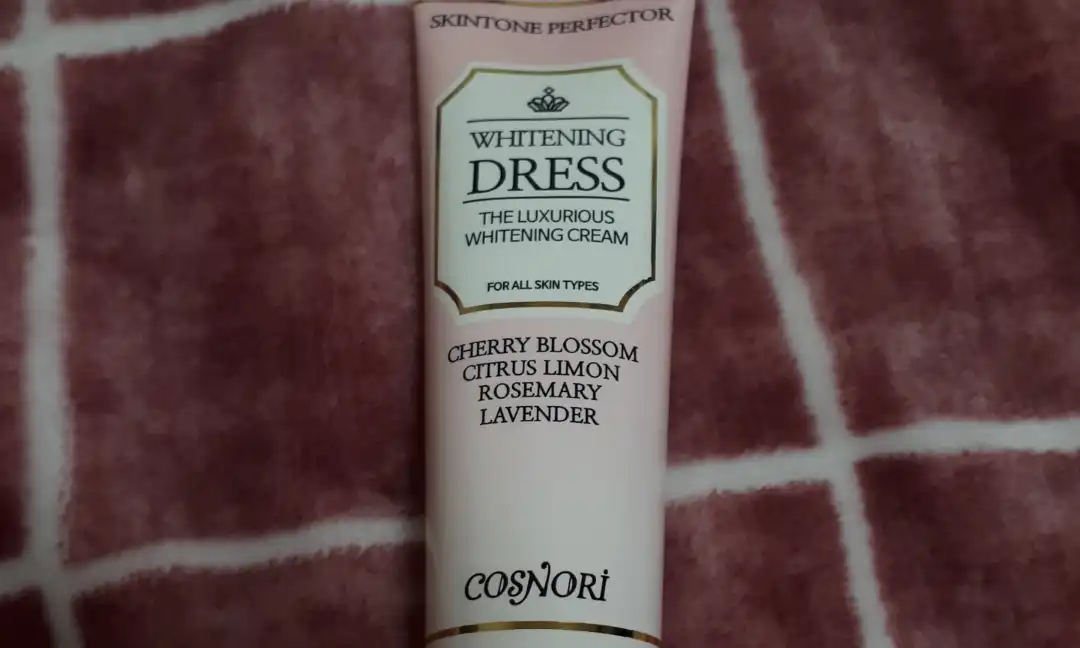 SKINTONE PERFECTOR
WHITENING
DRESS
THE LUXURIOUS
WHITENING CREAM
FOR ALL SKIN TYPES
CHERRY BLOSSOM
CITRUS LIMON
ROSEMARY
LAVENDER
COSNORi